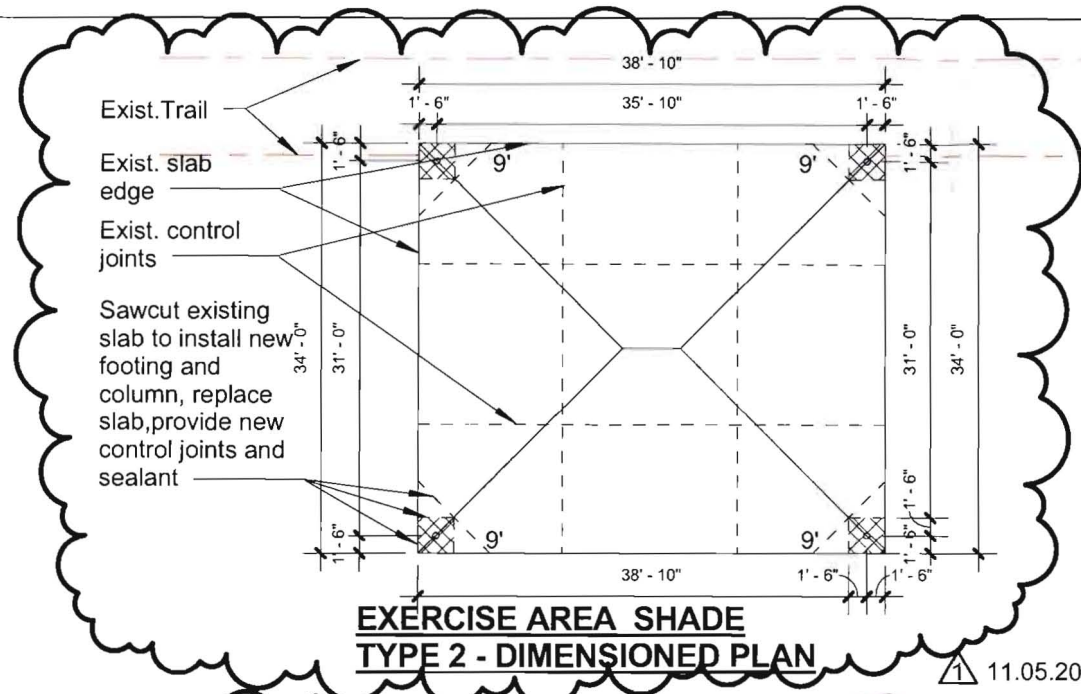 38' - 10"
1' - 6"
35' - 10"
1' - 6"
Exist.Trail
Exist. slab
edge
Exist. control
joints
Sawcut existing
slab to install new
footing and
column, replace
slab,provide new
control joints and
sealant
34' - 0"
31' - 0"
1' - 6"
1' - 6"
9'
9'
9'
9'
1' - 6"
31' - 0"
34' - 0"
1' - 6"
1' - 6"
38' - 10"
1' - 6"
1' - 6"
EXERCISE AREA SHADE
TYPE 2 - DIMENSIONED PLAN
1 11.05.20